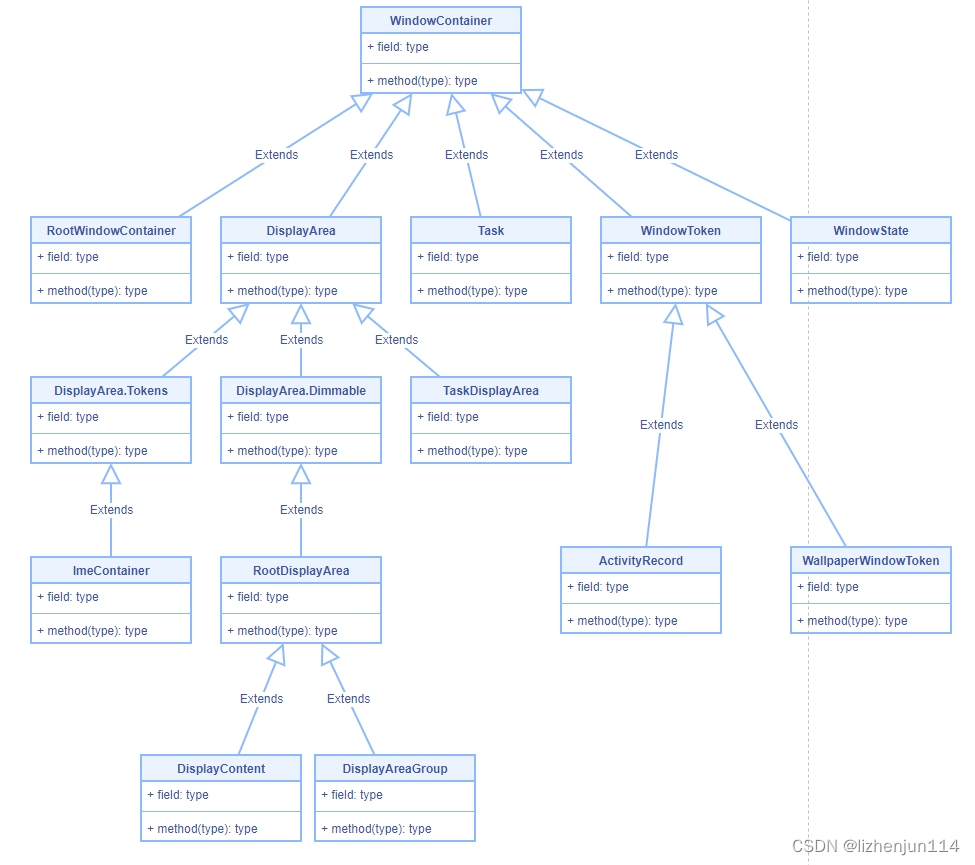 WindowContainer
+ field: type
+ method(type): type
Extends
Extends
Extends
Extends
Extends
RootWindowContainer
+ field: type
+ method(type): type
DisplayArea
+ field: type
+ method(type): type
Task
+ field: type
+ method(type): type
WindowToken
+ field: type
+ method(type): type
WindowState
+ field: type
+ method(type): type
Extends
Extends
Extends
DisplayArea.Tokens
+ field: type
+ method(type): type
DisplayArea.Dimmable
+ field: type
+ method(type): type
TaskDisplayArea
+ field: type
+ method(type): type
Extends
Extends
Extends
Extends
ImeContainer
+ field: type
+ method(type): type
RootDisplayArea
+ field: type
+ method(type): type
ActivityRecord
+ field: type
+ method(type): type
WallpaperWindowToken
+ field: type
+ method(type): type
Extends
Extends
DisplayContent
+ field: type
+ method(type): type
DisplayAreaGroup
+ field: type
+ method(type): type
CSDN @lizhenjun114